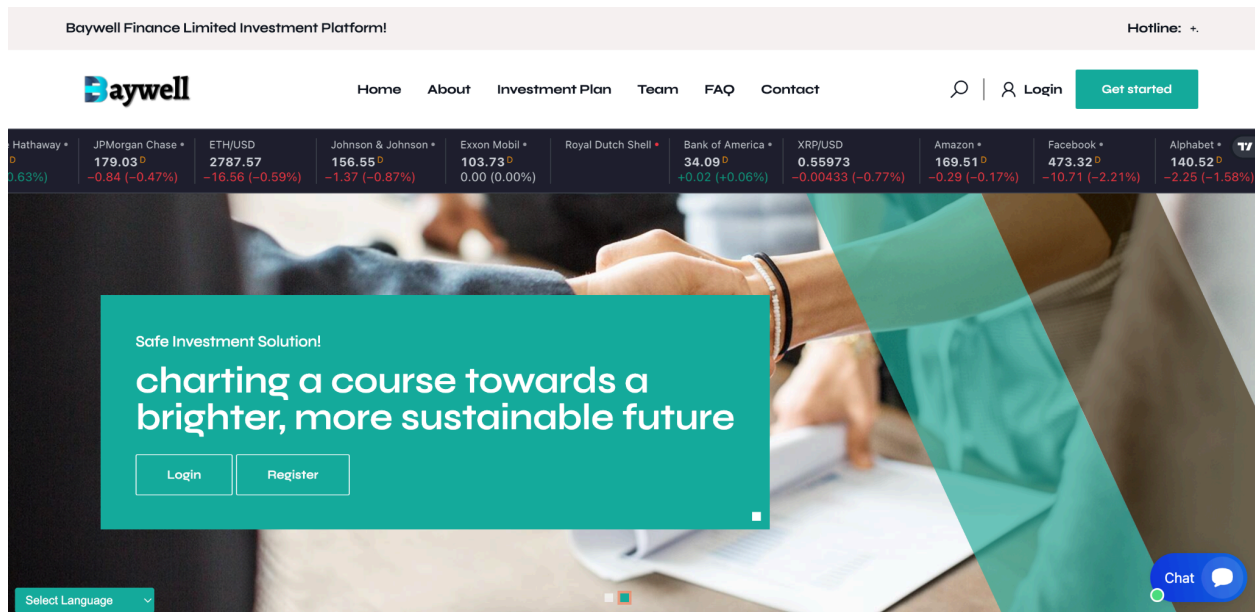 Baywell Finance Limited Investment Platform!
Hotline: +.
Baywell
Home About Investment Plan Team FAQ Contact
Login
Get started
Hathaway
D
0.63%)
JPMorgan Chase
179.03 D
−0.84 (−0.47%)
ETH/USD
2787.57
−16.56 (−0.59%)
Johnson & Johnson
156.55 D
−1.37 (−0.87%)
Exxon Mobil
103.73 D
0.00 (0.00%)
Royal Dutch Shell
Bank of America
34.09 D
+0.02 (+0.06%)
XRP/USD
0.55973
−0.00433 (−0.77%)
Amazon
169.51 D
−0.29 (−0.17%)
Facebook
473.32 D
−10.71 (−2.21%)
Alphabet
140.52 D
−2.25 (−1.58%)
Safe Investment Solution!
charting a course towards a
brighter, more sustainable future
Login Register
Select Language
Chat